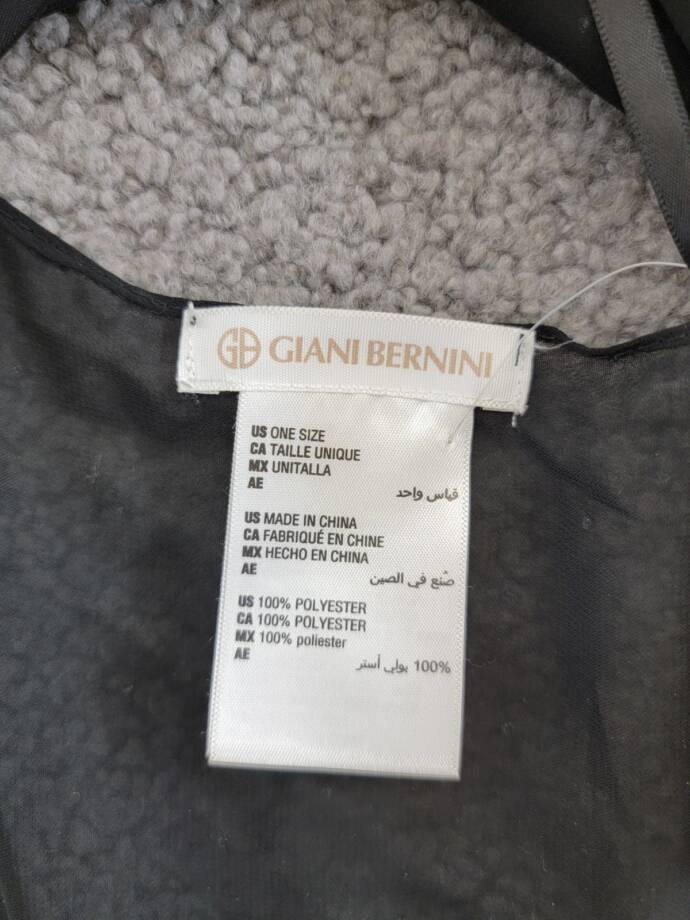 GB GIANI BERNINI
US ONE SIZE
CA TAILLE UNIQUE
MX UNITALLA
AE قياس واحد
US MADE IN CHINA
CA FABRIQUÉ EN CHINE
MX HECHO EN CHINA
AE صُنع في الصين
US 100% POLYESTER
CA 100% POLYESTER
MX 100% poliester
AE 100% بولي أستر